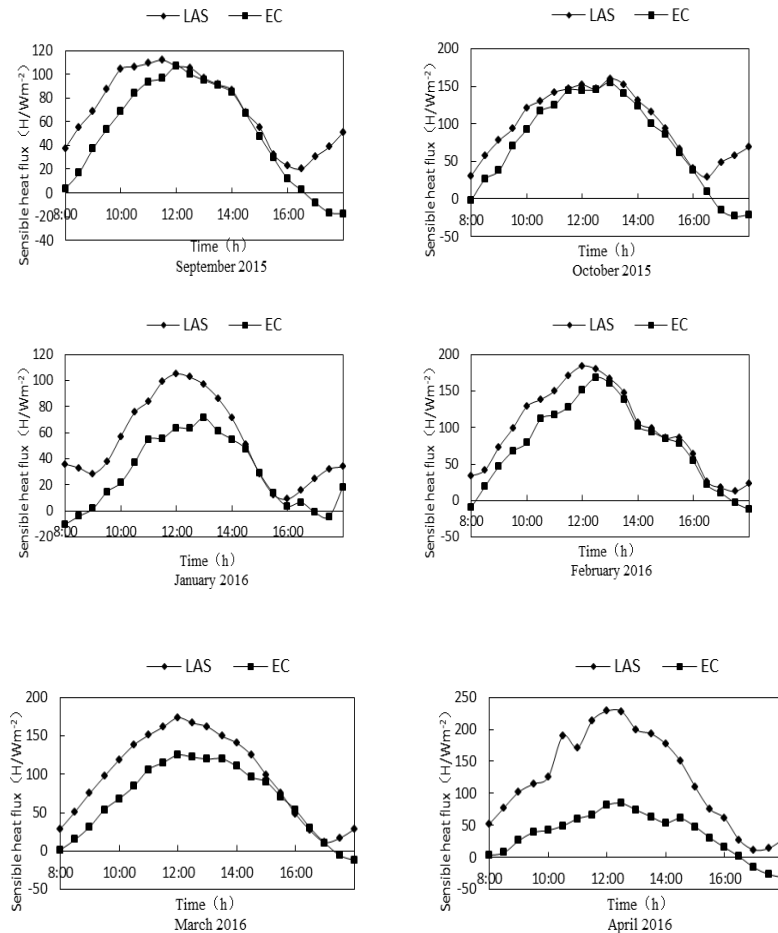 LAS EC
Sensible heat flux（H/Wm-2）
120
100
80
60
40
20
0
-20
-40
8:00 10:00 12:00 14:00 16:00
Time（h）
September 2015
LAS EC
Sensible heat flux（H/Wm-2）
200
150
100
50
0
-50
8:00 10:00 12:00 14:00 16:00
Time（h）
October 2015
LAS EC
Sensible heat flux（H/Wm-2）
120
100
80
60
40
20
0
-20
8:00 10:00 12:00 14:00 16:00
Time（h）
January 2016
LAS EC
Sensible heat flux（H/Wm-2）
200
150
100
50
0
-50
8:00 10:00 12:00 14:00 16:00
Time（h）
February 2016
LAS EC
Sensible heat flux（H/Wm-2）
200
150
100
50
0
-50
8:00 10:00 12:00 14:00 16:00
Time（h）
March 2016
LAS EC
Sensible heat flux（H/Wm-2）
250
200
150
100
50
0
-50
8:00 10:00 12:00 14:00 16:00
Time（h）
April 2016